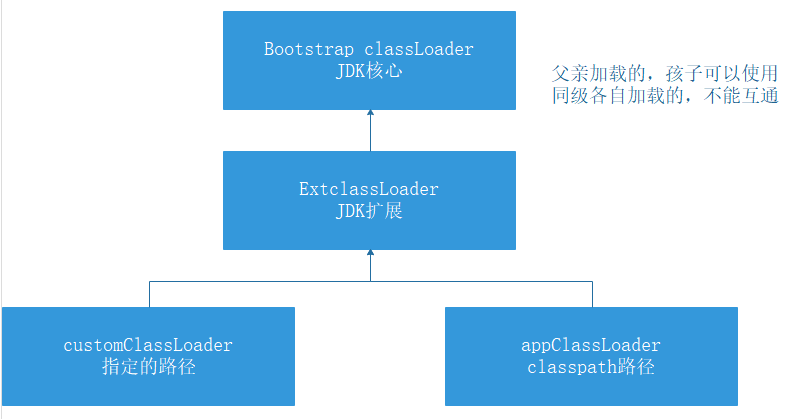 Bootstrap classLoader
JDK核心
父亲加载的，孩子可以使用
同级各自加载的，不能互通
ExtclassLoader
JDK扩展
customClassLoader
指定的路径
appClassLoader
classpath路径